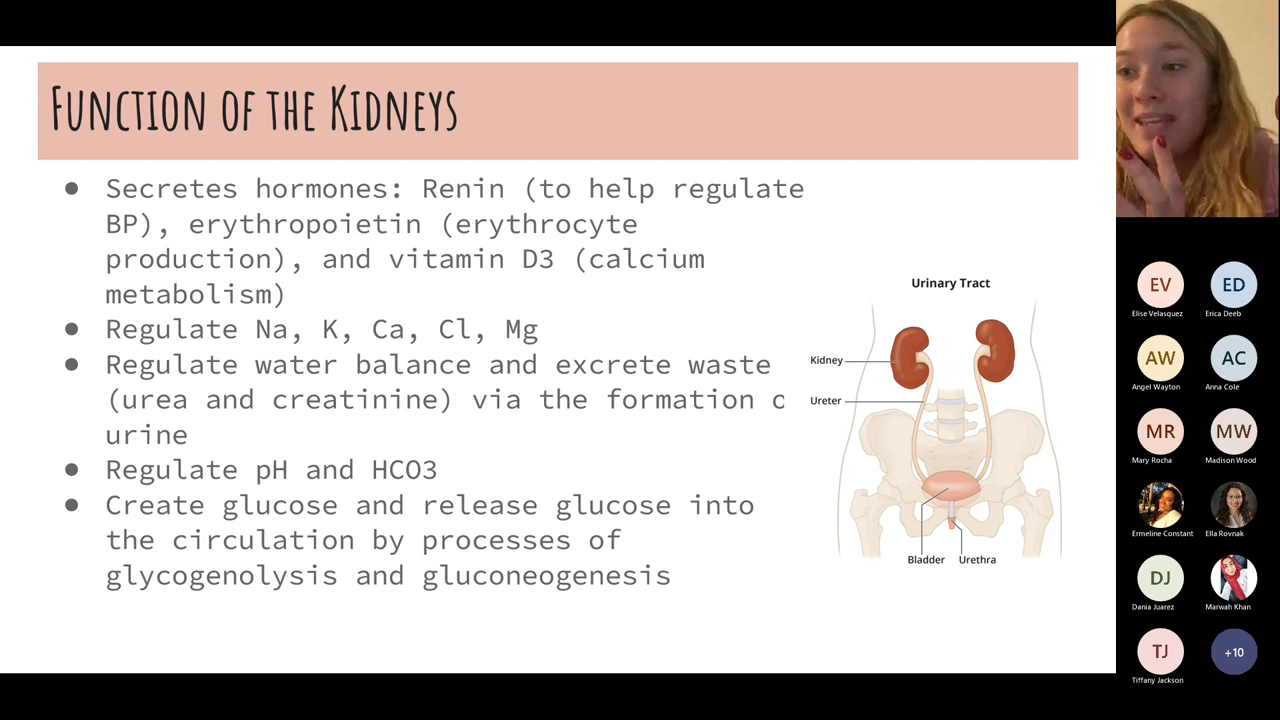 Function of the Kidneys
● Secretes hormones: Renin (to help regulate
BP), erythropoietin (erythrocyte
production), and vitamin D3 (calcium
metabolism)
● Regulate Na, K, Ca, Cl, Mg
● Regulate water balance and excrete waste
(urea and creatinine) via the formation o
urine
● Regulate pH and HCO3
● Create glucose and release glucose into
the circulation by processes of
glycogenolysis and gluconeogenesis
Urinary Tract
Kidney
Ureter
Bladder Urethra
EV ED
Elise Velasquez Erica Deeb
AW AC
Angel Wayton Anna Cole
MR MW
Mary Rocha Madison Wood
Ermeline Constant Ella Rovnak
DJ
Dania Juarez Marwah Khan
TJ +10
Tiffany Jackson